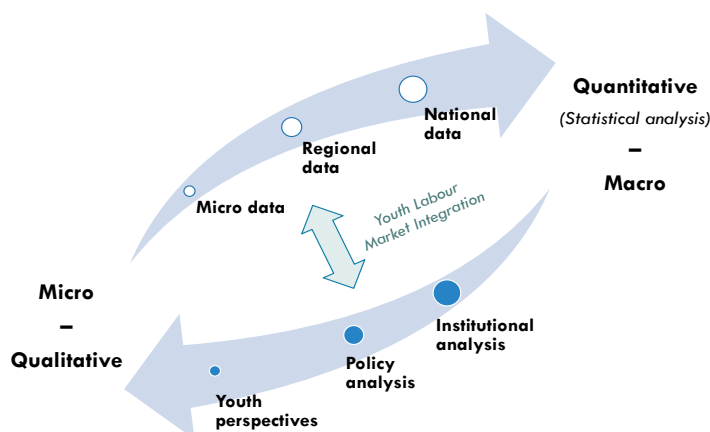 National
data
Quantitative
(Statistical analysis)
–
Macro
Regional
data
Micro data
Youth Labour
Market Integration
Micro
–
Qualitative
Institutional
analysis
Policy
analysis
Youth
perspectives